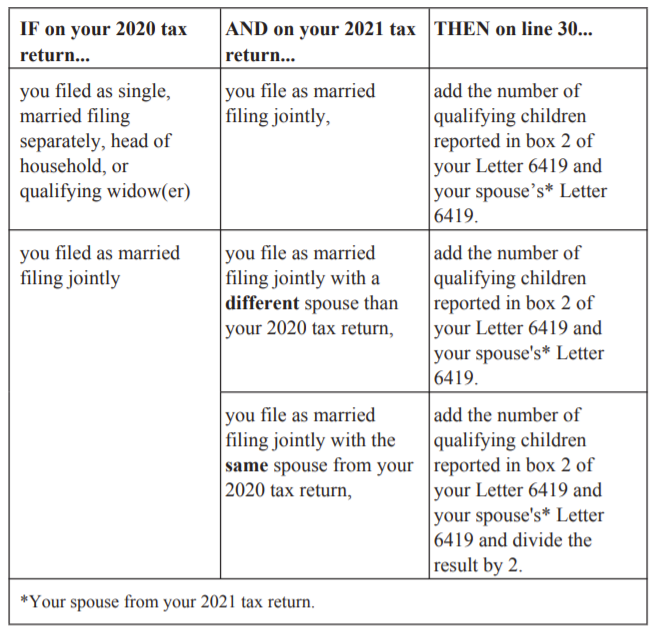 IF on your 2020 tax
return...
AND on your 2021 tax
return...
THEN on line 30...
you filed as single,
married filing
separately, head of
household, or
qualifying widow(er)
you file as married
filing jointly,
add the number of
qualifying children
reported in box 2 of
your Letter 6419 and
your spouse’s* Letter
6419.
you filed as married
filing jointly
you file as married
filing jointly with a
different spouse than
your 2020 tax return,
add the number of
qualifying children
reported in box 2 of
your Letter 6419 and
your spouse's* Letter
6419.
you file as married
filing jointly with the
same spouse from your
2020 tax return,
add the number of
qualifying children
reported in box 2 of
your Letter 6419 and
your spouse's* Letter
6419 and divide the
result by 2.
*Your spouse from your 2021 tax return.